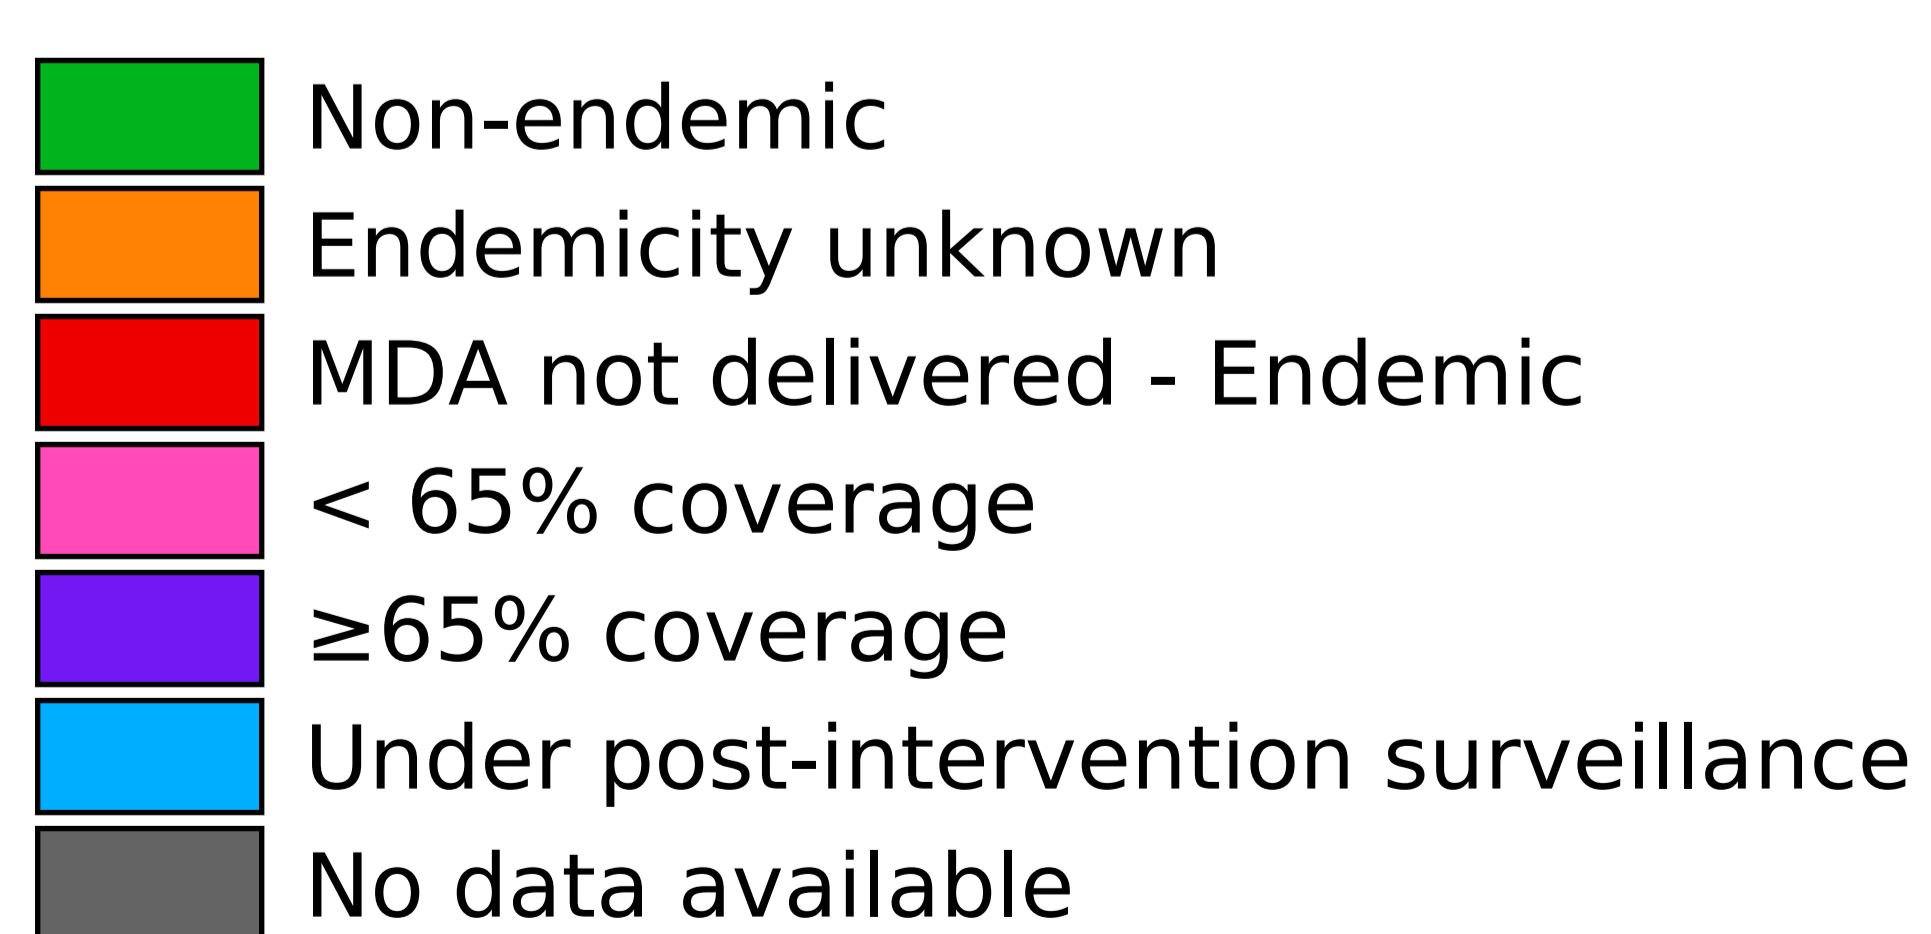 Non-endemic
Endemicity unknown
MDA not delivered - Endemic
< 65% coverage
≥65% coverage
Under post-intervention surveillance
No data available